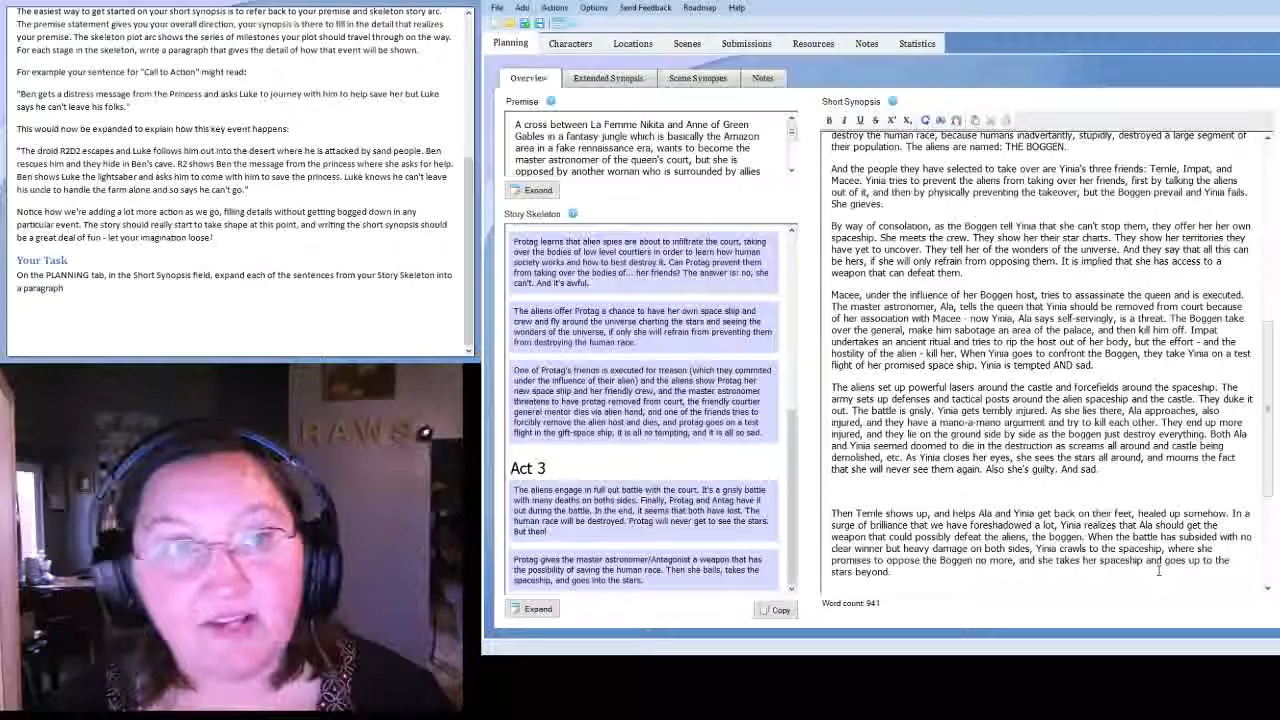 The easiest way to get started on your short synopsis is to refer back to your premise and skeleton story arc.
The premise statement gives you your overall direction, your synopsis is there to fill in the detail that realizes
your premise. The skeleton plot arc shows the series of milestones your plot should travel through on the way.
For each stage in the skeleton, write a paragraph that gives the detail of how that event will be shown.
For example your sentence for "Call to Action" might read:
"Ben gets a distress message from the Princess and asks Luke to journey with him to help save her but Luke
says he can't leave his folks."
This would now be expanded to explain how this key event happens:
"The droid R2D2 escapes and Luke follows him out into the desert where he is attacked by sand people. Ben
rescues him and they hide in Ben's cave. R2 shows Ben the message from the princess where she asks for help.
Ben shows Luke the lightsaber and asks him to come with him to save the princess. Luke knows he can't leave
his uncle to handle the farm alone and so says he can't go."
Notice how we're adding a lot more action as we go, filling details without getting bogged down in any
particular event. The story should really start to take shape at this point, and writing the short synopsis should
be a great deal of fun - let your imagination loose!
Your Task
On the PLANNING tab, in the Short Synopsis field, expand each of the sentences from your Story Skeleton into
a paragraph
RAWS
File Add Actions Options Send Feedback Roadmap Help
Planning Characters Locations Scenes Submissions Resources Notes Statistics
Overview Extended Synopsis Scene Synopses Notes
Premise
A cross between La Femme Nikita and Anne of Green
Gables in a fantasy jungle which is basically the Amazon
area in a fake renaissance era, wants to become the
master astronomer of the queen's court, but she is
opposed by another woman who is surrounded by allies
Expand
Story Skeleton
Protag learns that alien spies are about to infiltrate the court, taking
over the bodies of low level courtiers in order to learn how human
society works and how to best destroy it. Can Protag prevent them
from taking over the bodies of... her friends? The answer is: no, she
can't. And it's awful.
The aliens offer Protag a chance to have her own space ship and
crew and fly around the universe charting the stars and seeing the
wonders of the universe, if only she will refrain from preventing them
from destroying the human race.
One of Protag's friends is executed for treason (which they commited
under the influence of their alien) and the aliens show Protag her
new space ship and her friendly crew, and the master astronomer
threatens to have protag removed from court, the friendly courtier
general mentor dies via alien hand, and one of the friends tries to
forcibly remove the alien host and dies, and protag goes on a test
flight in the gift-space ship, it is all so tempting, and it is all so sad.
Act 3
The aliens engage in full out battle with the court. It's a grisly battle
with many deaths on boths sides. Finally, Protag and Antag have it
out during the battle. In the end, it seems that both have lost. The
human race will be destroyed. Protag will never get to see the stars.
But then!
Protag gives the master astronomer/Antagonist a weapon that has
the possibility of saving the human race. Then she bails, takes the
spaceship, and goes into the stars.
Expand
Copy
Short Synopsis
B I U S X² X₂
destroy the human race, because humans inadvertently, stupidly, destroyed a large segment of
their population. The aliens are named: THE BOGGEN.
And the people they have selected to take over are Yinia's three friends: Temle, Impat, and
Macee. Yinia tries to prevent the aliens from taking over her friends, first by talking the aliens
out of it, and then by physically preventing the takeover, but the Boggen prevail and Yinia fails.
She grieves.
By way of consolation, as the Boggen tell Yinia that she can't stop them, they offer her her own
spaceship. She meets the crew. They show her their star charts. They show her territories they
have yet to uncover. They tell her of the wonders of the universe. And they say that all this can
be hers, if she will only refrain from opposing them. It is implied that she has access to a
weapon that can defeat them.
Macee, under the influence of her Boggen host, tries to assassinate the queen and is executed.
The master astronomer, Ala, tells the queen that Yinia should be removed from court because
of her association with Macee - now Yinia, Ala says self-servingly, is a threat. The Boggen take
over the general, make him sabotage an area of the palace, and then kill him off. Impat
undertakes an ancient ritual and tries to rip the host out of her body, but the effort - and the
hostility of the alien - kill her. When Yinia goes to confront the Boggen, they take Yinia on a test
flight of her promised space ship. Yinia is tempted AND sad.
The aliens set up powerful lasers around the castle and forcefields around the spaceship. The
army sets up defenses and tactical posts around the alien spaceship and the castle. They duke it
out. The battle is grisly. Yinia gets terribly injured. As she lies there, Ala approaches, also
injured, and they have a mano-a-mano argument and try to kill each other. They end up more
injured, and they lie on the ground side by side as the boggen just destroy everything. Both Ala
and Yinia seemed doomed to die in the destruction as screams all around and castle being
demolished, etc. As Yinia closes her eyes, she sees the stars all around, and mourns the fact
that she will never see them again. Also she's guilty. And sad.
Then Temle shows up, and helps Ala and Yinia get back on their feet, healed up somehow. In a
surge of brilliance that we have foreshadowed a lot, Yinia realizes that Ala should get the
weapon that could possibly defeat the aliens, the boggen. When the battle has subsided with no
clear winner but heavy damage on both sides, Yinia crawls to the spaceship, where she
promises to oppose the Boggen no more, and she takes her spaceship and goes up to the
stars beyond.
Word count: 941